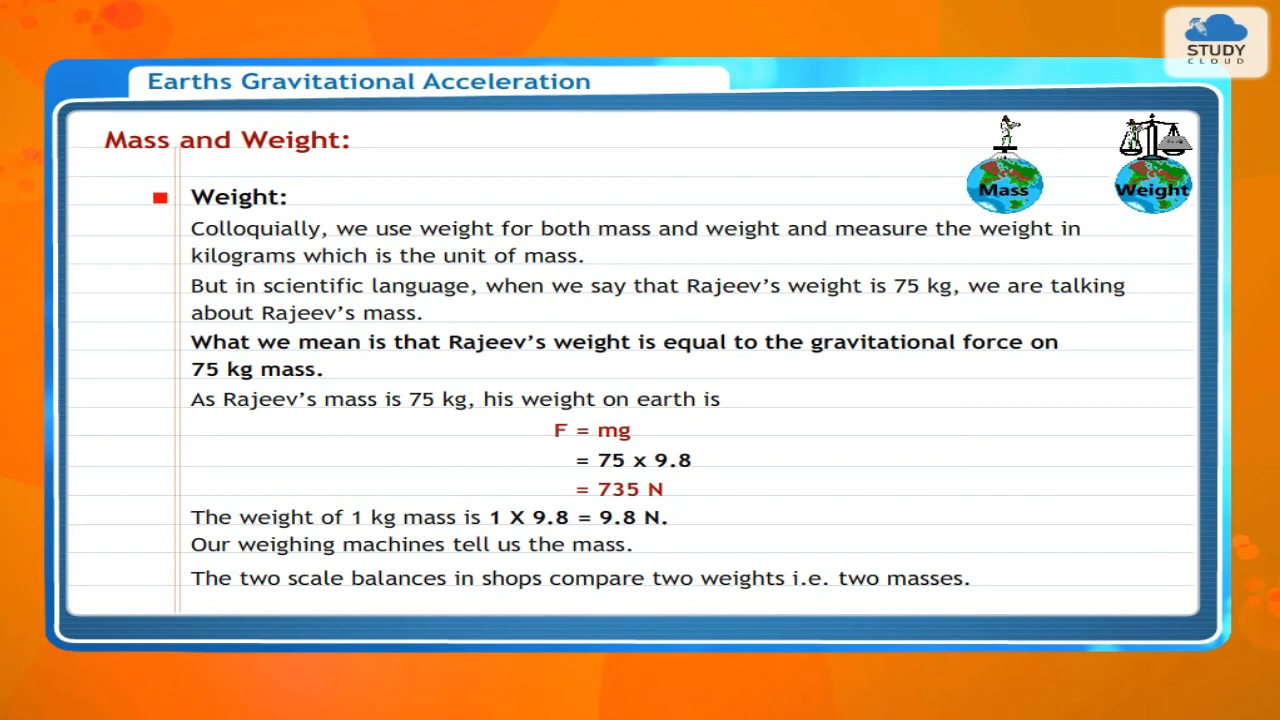 STUDY
CLOUD
Earths Gravitational Acceleration
Mass and Weight:
Mass
Weight
Weight:
Colloquially, we use weight for both mass and weight and measure the weight in
kilograms which is the unit of mass.
But in scientific language, when we say that Rajeev’s weight is 75 kg, we are talking
about Rajeev’s mass.
What we mean is that Rajeev’s weight is equal to the gravitational force on
75 kg mass.
As Rajeev’s mass is 75 kg, his weight on earth is
F = mg
= 75 x 9.8
= 735 N
The weight of 1 kg mass is 1 X 9.8 = 9.8 N.
Our weighing machines tell us the mass.
The two scale balances in shops compare two weights i.e. two masses.